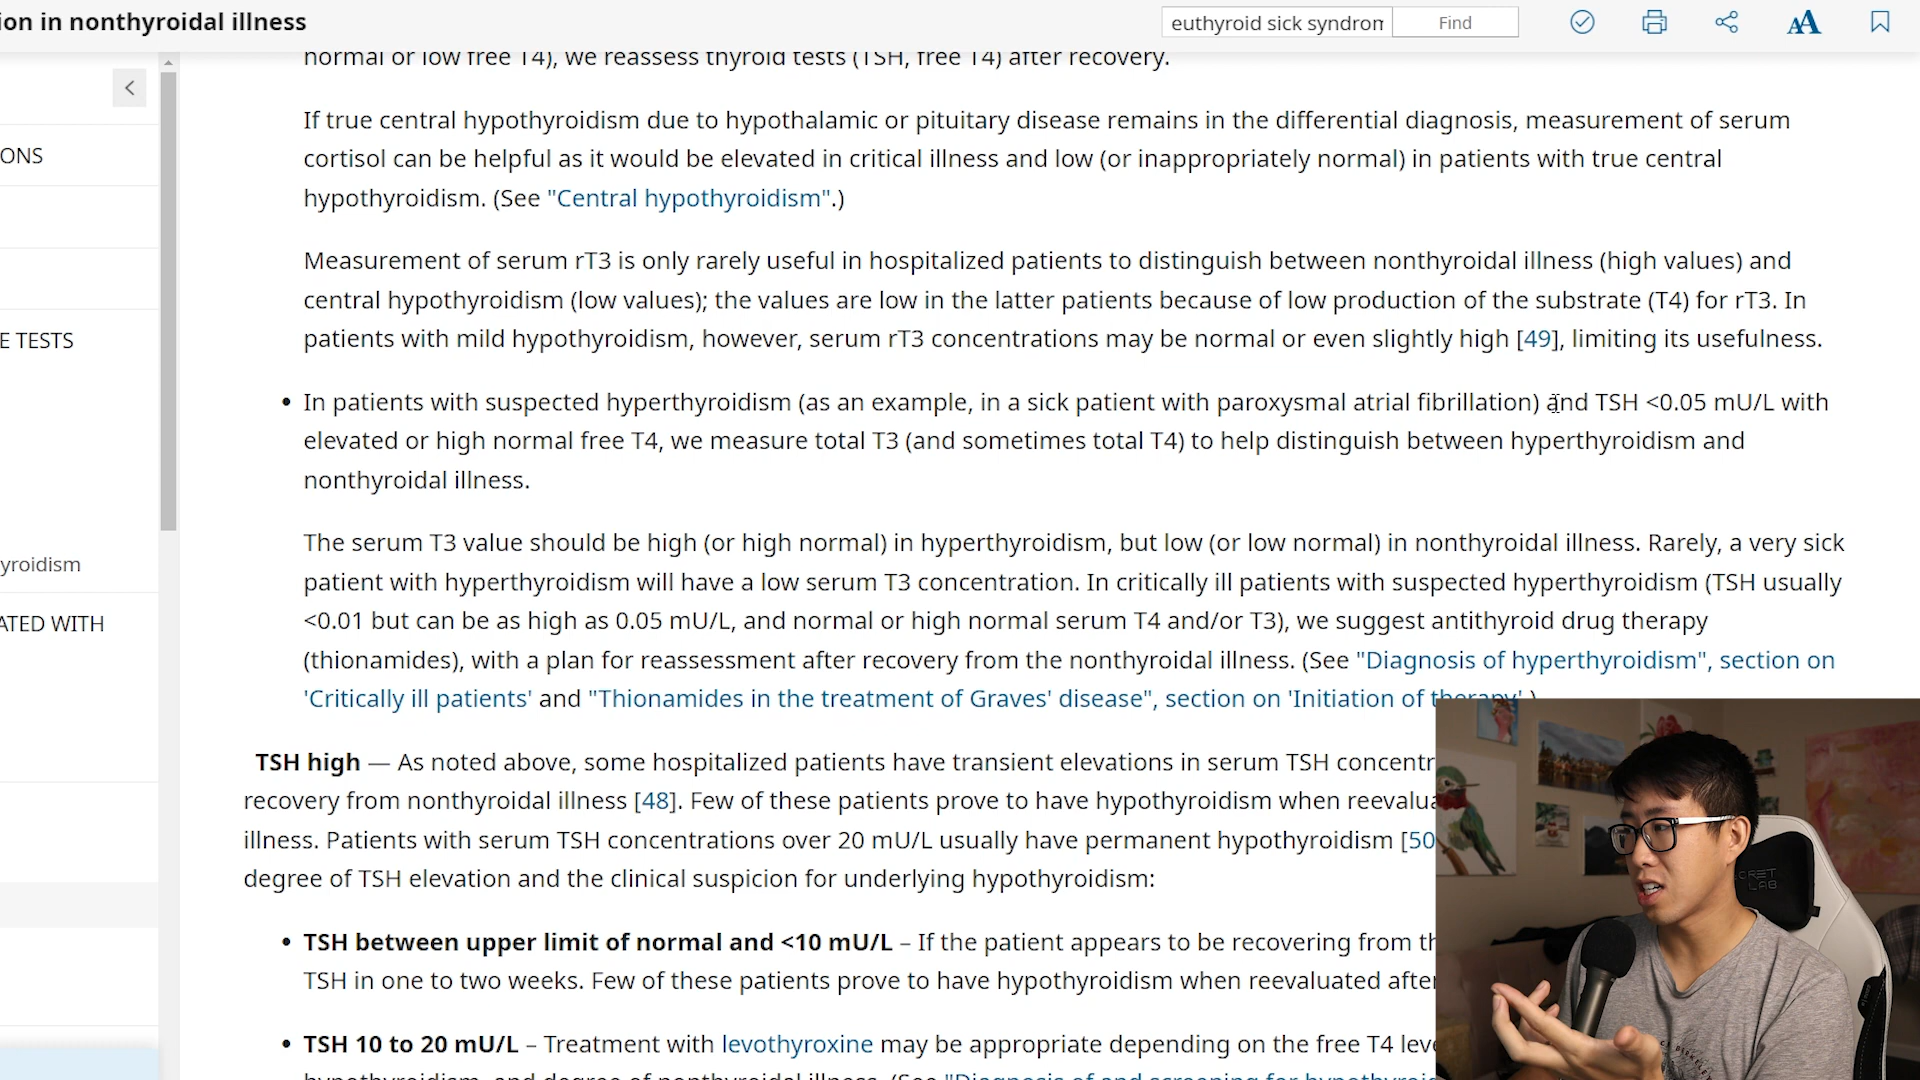 ion in nonthyroidal illness
euthyroid sick syndrom
Find
AA
ONS
E TESTS
yroidism
ATED WITH
normal or low free T4), we reassess thyroid tests (TSH, free T4) after recovery.
If true central hypothyroidism due to hypothalamic or pituitary disease remains in the differential diagnosis, measurement of serum
cortisol can be helpful as it would be elevated in critical illness and low (or inappropriately normal) in patients with true central
hypothyroidism. (See "Central hypothyroidism".)
Measurement of serum rT3 is only rarely useful in hospitalized patients to distinguish between nonthyroidal illness (high values) and
central hypothyroidism (low values); the values are low in the latter patients because of low production of the substrate (T4) for rT3. In
patients with mild hypothyroidism, however, serum rT3 concentrations may be normal or even slightly high [49], limiting its usefulness.
• In patients with suspected hyperthyroidism (as an example, in a sick patient with paroxysmal atrial fibrillation) and TSH <0.05 mU/L with
elevated or high normal free T4, we measure total T3 (and sometimes total T4) to help distinguish between hyperthyroidism and
nonthyroidal illness.
The serum T3 value should be high (or high normal) in hyperthyroidism, but low (or low normal) in nonthyroidal illness. Rarely, a very sick
patient with hyperthyroidism will have a low serum T3 concentration. In critically ill patients with suspected hyperthyroidism (TSH usually
<0.01 but can be as high as 0.05 mU/L, and normal or high normal serum T4 and/or T3), we suggest antithyroid drug therapy
(thionamides), with a plan for reassessment after recovery from the nonthyroidal illness. (See "Diagnosis of hyperthyroidism", section on
'Critically ill patients' and "Thionamides in the treatment of Graves' disease", section on 'Initiation of therapy'.)
TSH high — As noted above, some hospitalized patients have transient elevations in serum TSH concentr
recovery from nonthyroidal illness [48]. Few of these patients prove to have hypothyroidism when reevalua
illness. Patients with serum TSH concentrations over 20 mU/L usually have permanent hypothyroidism [50
degree of TSH elevation and the clinical suspicion for underlying hypothyroidism:
• TSH between upper limit of normal and <10 mU/L – If the patient appears to be recovering from th
TSH in one to two weeks. Few of these patients prove to have hypothyroidism when reevaluated after
• TSH 10 to 20 mU/L – Treatment with levothyroxine may be appropriate depending on the free T4 leve
hypothyroidism, and degree of nonthyroidal illness. (See "Diagnosis of and screening for hypothyroid
CRET
LAB